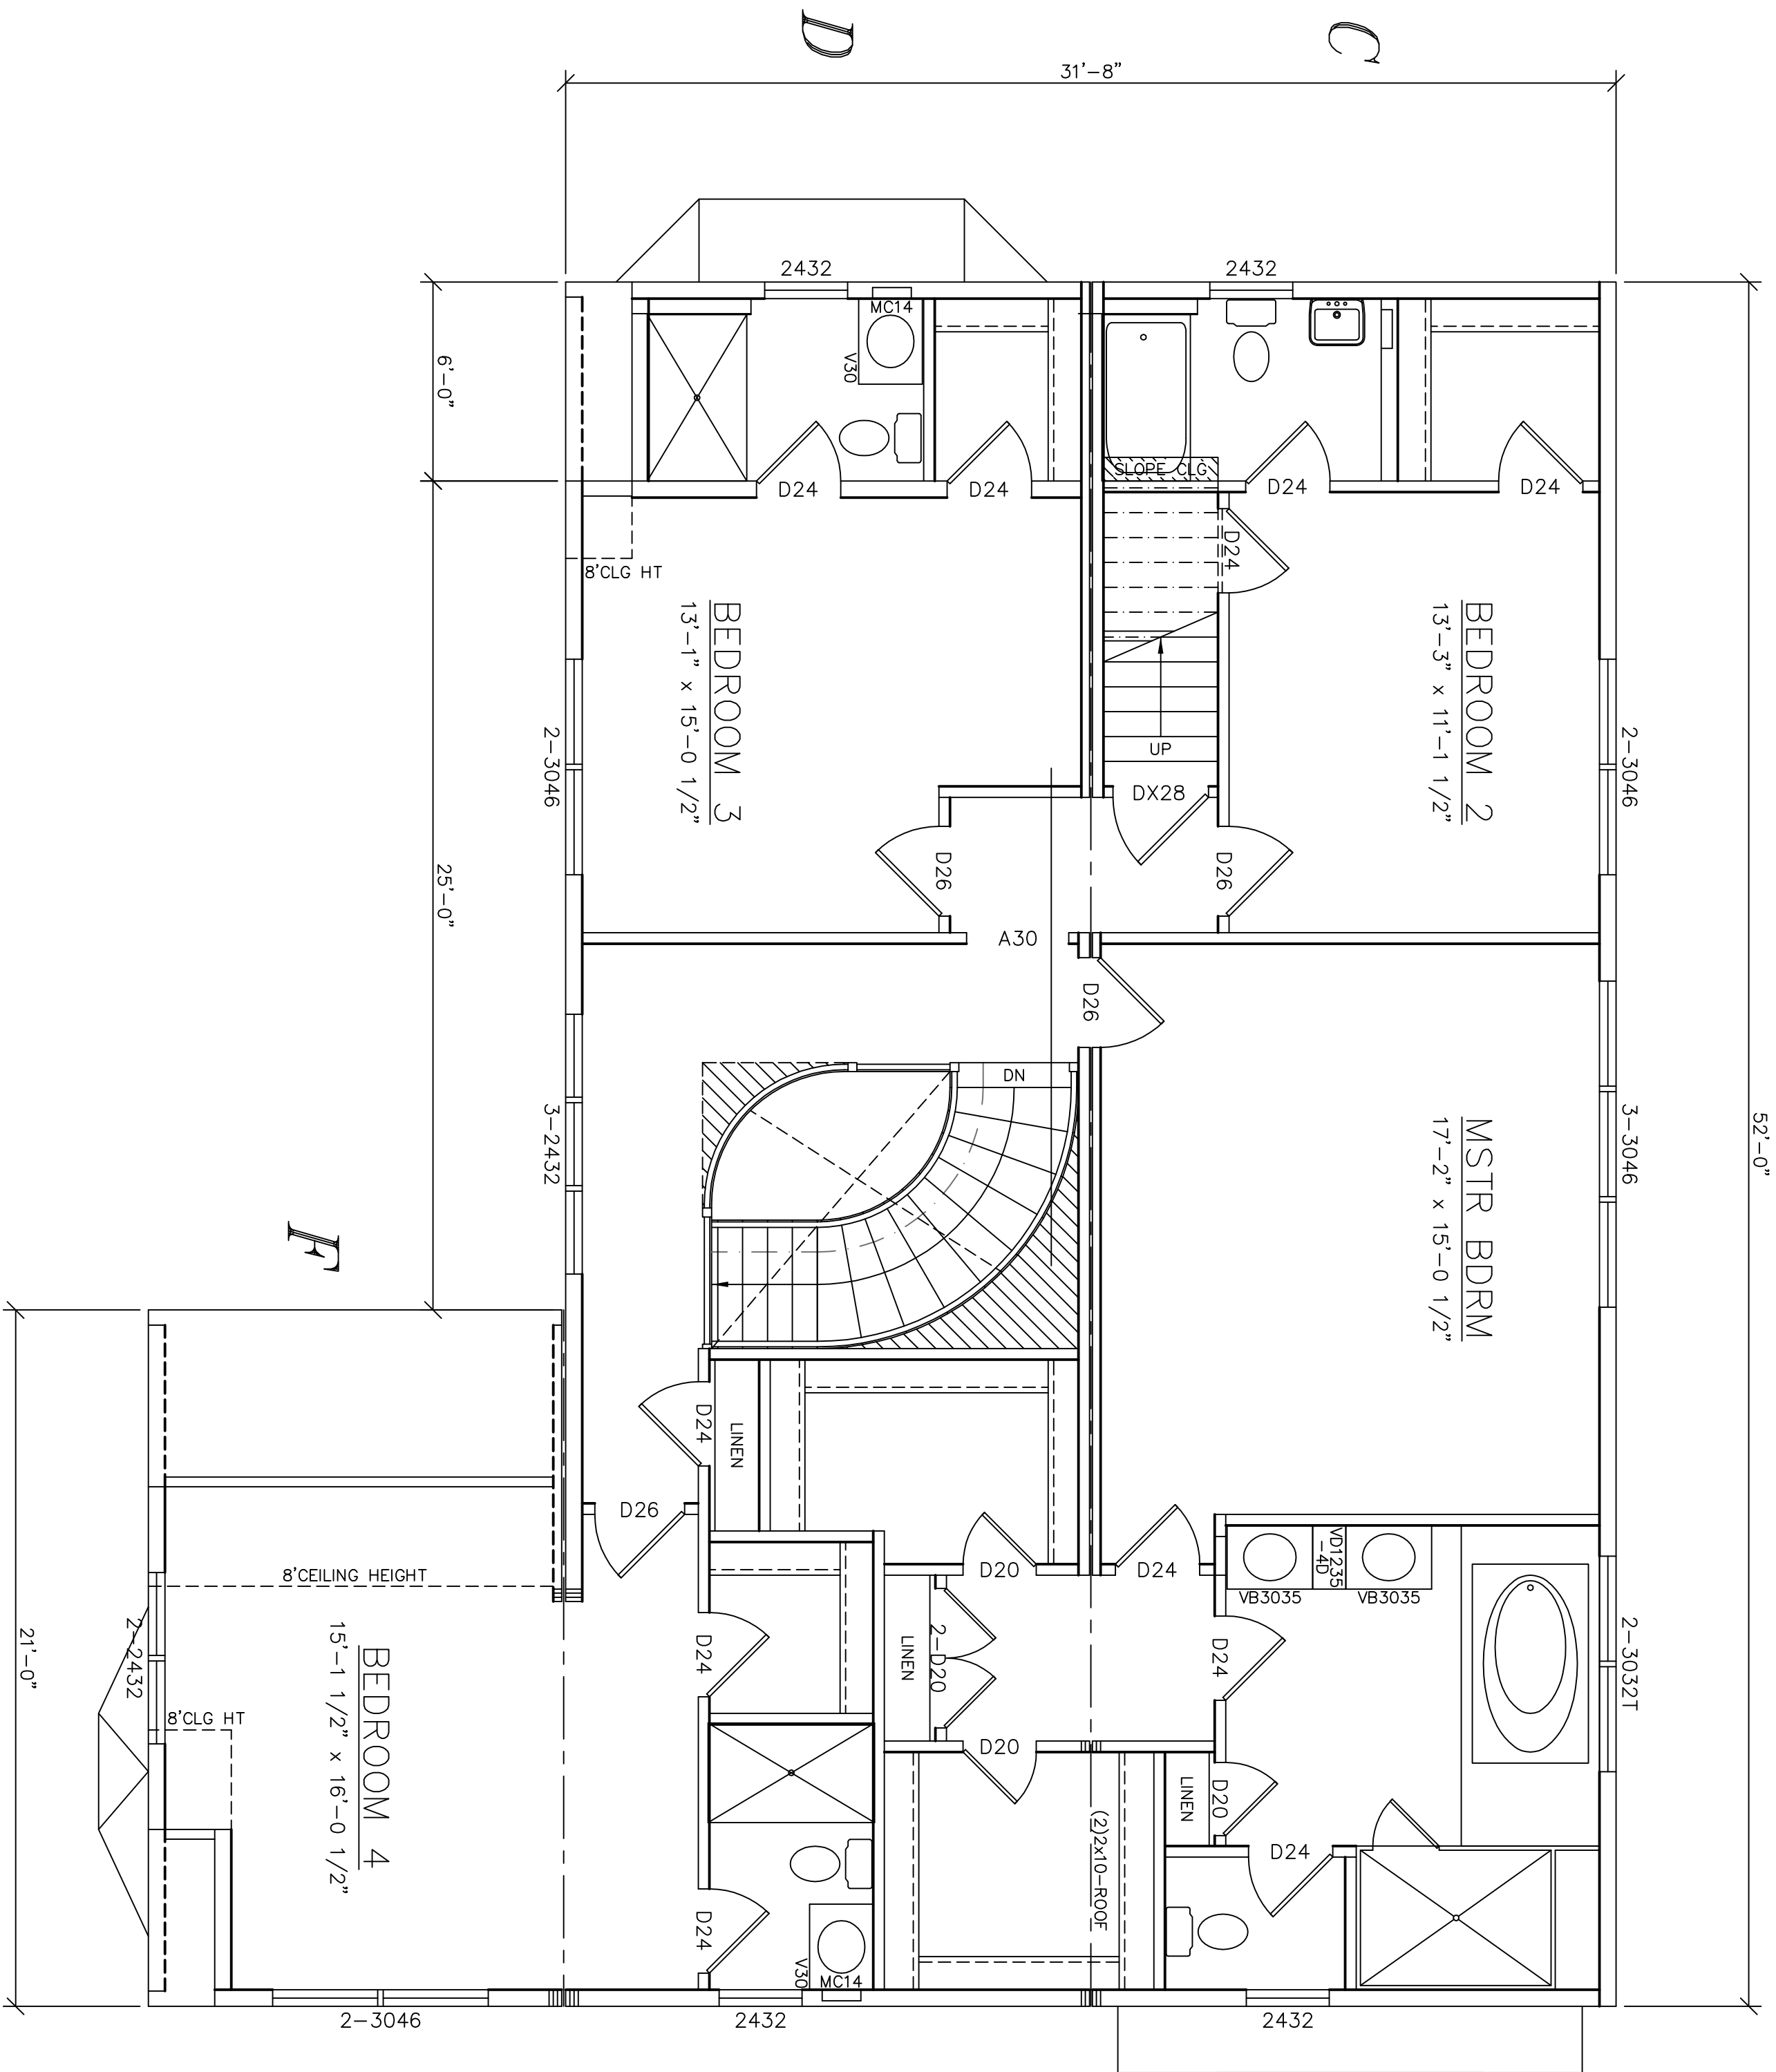 D
C
31'-8"
2432
2432
MC14
V30
6'-0"
D24
D24
SLOPE CLG
D24
D24
D24
8'CLG HT
BEDROOM 3
13'-1" x 15'-0 1/2"
BEDROOM 2
13'-3" x 11'-1 1/2"
UP
2-3046
2-3046
DX28
D26
D26
25'-0"
A30
D26
DN
MSTR BDRM
17'-2" x 15'-0 1/2"
3-2432
3-3046
52'-0"
F
D24
LINEN
D26
D20
D24
VD1235
-4D
VB3035
VB3035
8'CEILING HEIGHT
2-2432
21'-0"
BEDROOM 4
15'-1 1/2" x 16'-0 1/2"
D24
LINEN
2-D20
D24
2-3032T
8'CLG HT
D20
LINEN
D20
(2)2x10-ROOF
D24
D24
V30
MC14
2-3046
2432
2432